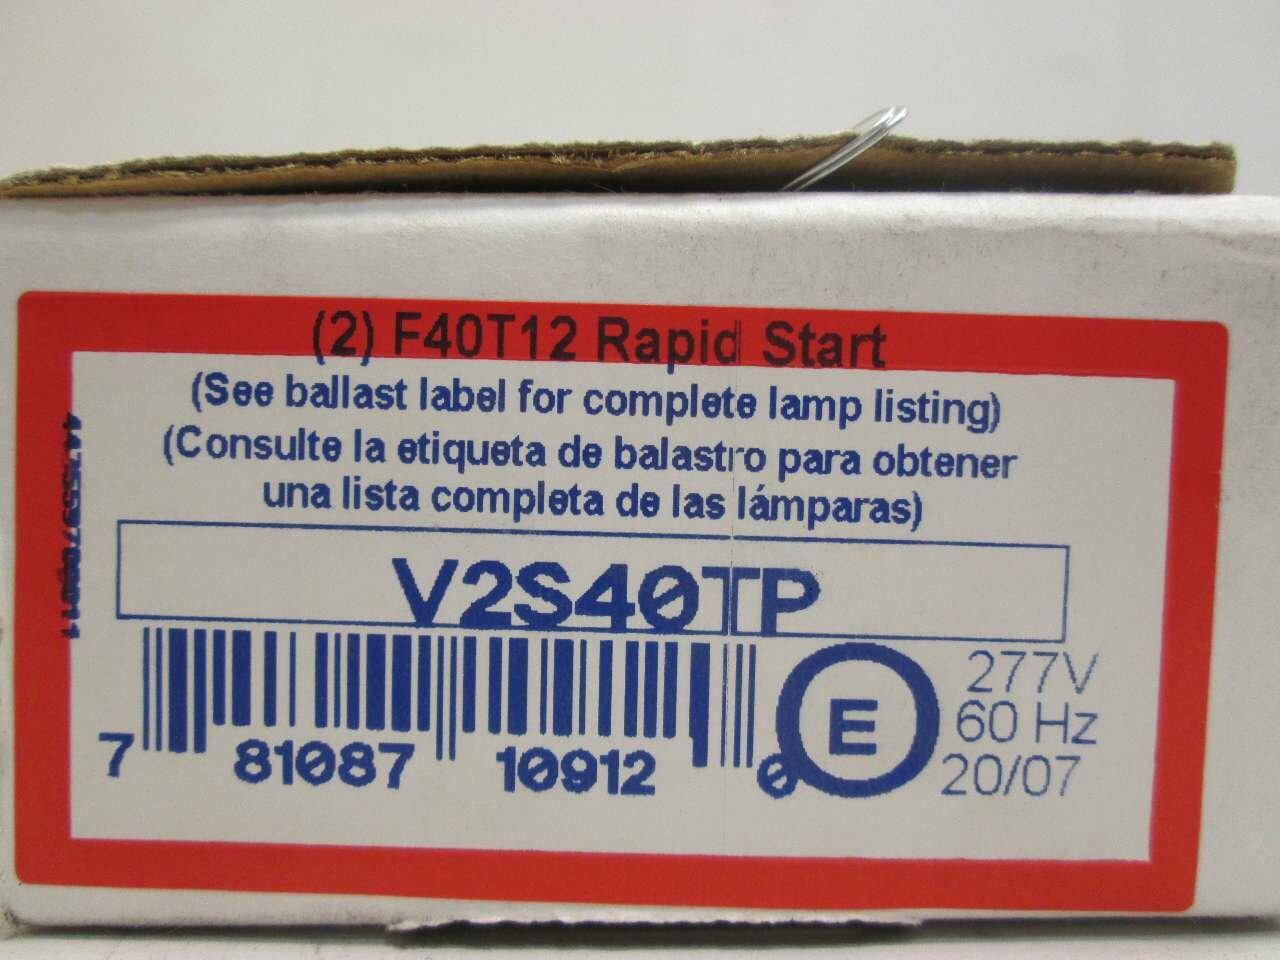 (2) F40T12 Rapid Start
(See ballast label for complete lamp listing)
(Consulte la etiqueta de balastro para obtener
una lista completa de las lámparas)
V2S40TP
7 81087 10912 0
E
277V
60 Hz
20/07